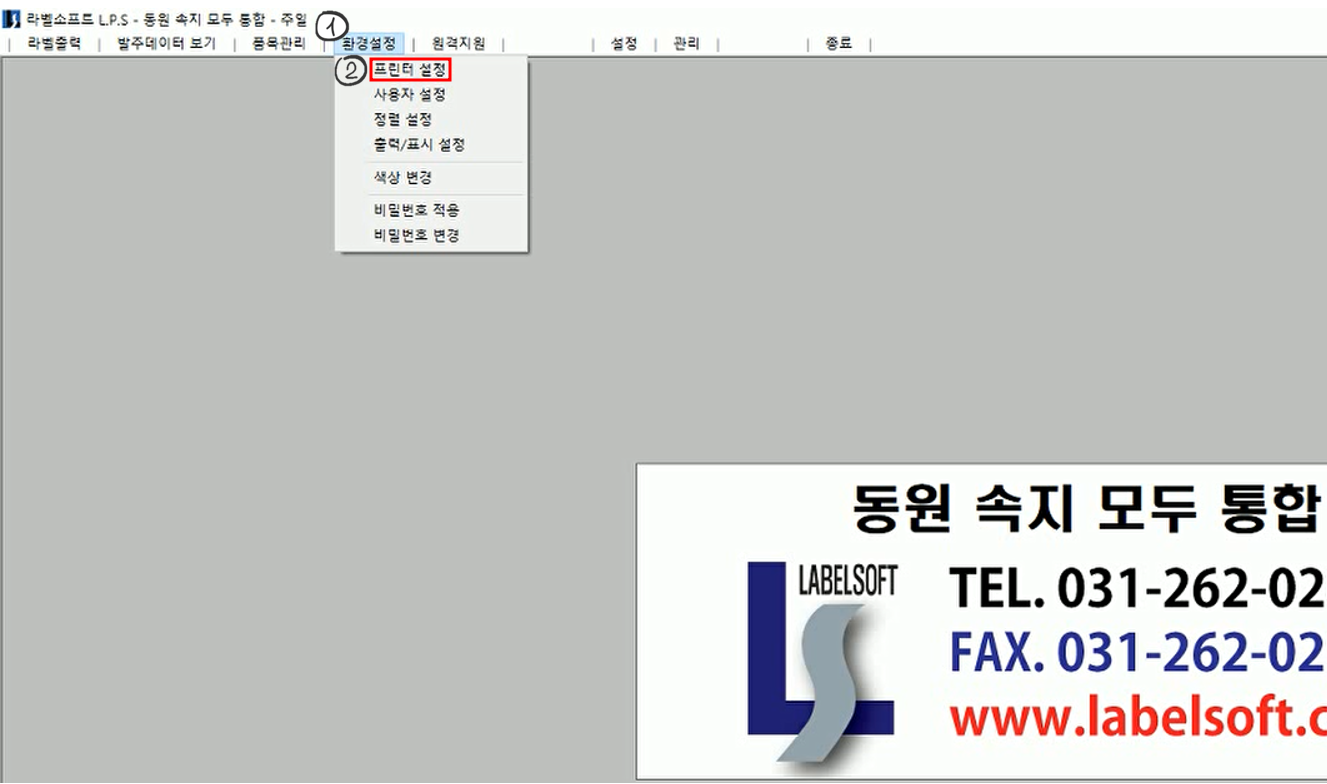 라벨소프트 L.P.S - 동원 속지 모두 통합 - 주일
①
| 라벨출력 | 발주데이터 보기 | 품목관리 | 환경설정 | 원격지원 | | 설정 | 관리 | | 종료 |
② 프린터 설정
사용자 설정
정렬 설정
출력/표시 설정
색상 변경
비밀번호 적용
비밀번호 변경
동원 속지 모두 통합
LABELSOFT
TEL. 031-262-02
FAX. 031-262-02
www.labelsoft.c